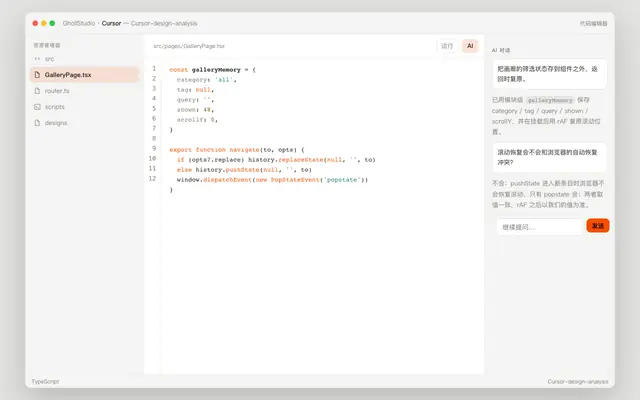 GholfStudio · Cursor — Cursor-design-analysis
代码编辑器
资源管理器
src
GalleryPage.tsx
router.ts
scripts
designs
src/pages/GalleryPage.tsx
运行
AI
1 const galleryMemory = {
2 category: 'all',
3 tag: null,
4 query: '',
5 shown: 48,
6 scrollY: 0,
7 }
8
9 export function navigate(to, opts) {
10 if (opts?.replace) history.replaceState(null, '', to)
11 else history.pushState(null, '', to)
12 window.dispatchEvent(new PopStateEvent('popstate'))
}
AI 对话
把画廊的筛选状态存到组件之外，返
回时复原。
已用模块级 galleryMemory 保存
category / tag / query / shown /
scrollY，并在挂载后用 rAF 复原滚动位
置。
滚动恢复会不会和浏览器的自动恢复
冲突？
不会：pushState 进入新条目时浏览器不
会恢复滚动，只有 popstate 会；两者取
值一致，rAF 之后以我们的值为准。
继续提问…
发送
TypeScript
Cursor-design-analysis